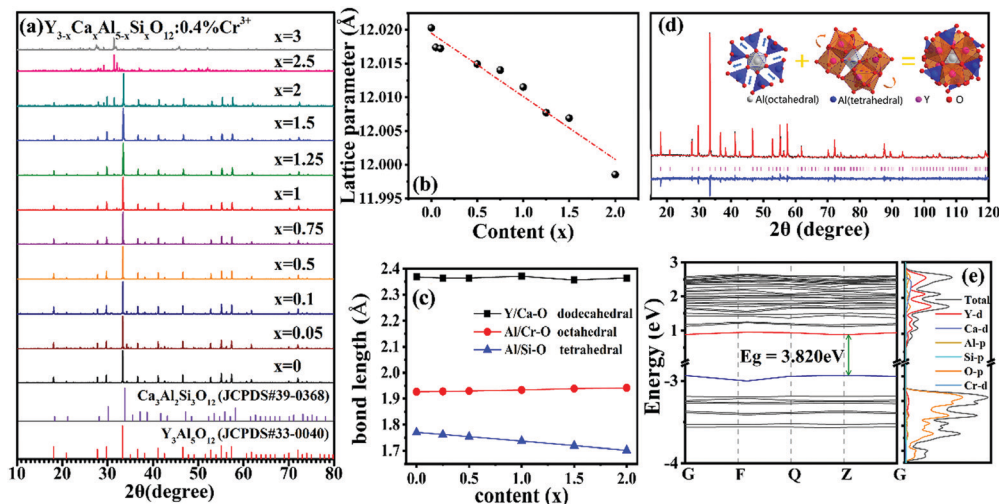 (a)
Y3-xCaxAl5-xSixO12:0.4%Cr3+
x=3
x=2.5
x=2
x=1.5
x=1.25
x=1
x=0.75
x=0.5
x=0.1
x=0.05
x=0
Ca3Al2Si3O12 (JCPDS#39-0368)
Y3Al5O12 (JCPDS#33-0040)
10 20 30 40 50 60 70 80
2θ(degree)
Lattice parameter (Å)
12.020
12.015
12.010
12.005
12.000
11.995
(b)
0.0 0.5 1.0 1.5 2.0
Content (x)
bond length (Å)
2.4
2.3
2.2
2.1
2.0
1.9
1.8
1.7
1.6
(c)
Y/Ca-O dodecahedral
Al/Cr-O octahedral
Al/Si-O tetrahedral
0.0 0.5 1.0 1.5 2.0
content (x)
(d)
+
=
Al(octahedral) Al(tetrahedral) Y O
20 30 40 50 60 70 80 90 100 110 120
2θ (degree)
Energy (eV)
3
2
1
-3
-4
Eg = 3.820eV
G F Q Z G
(e)
Total
Y-d
Ca-d
Al-p
Si-p
O-p
Cr-d